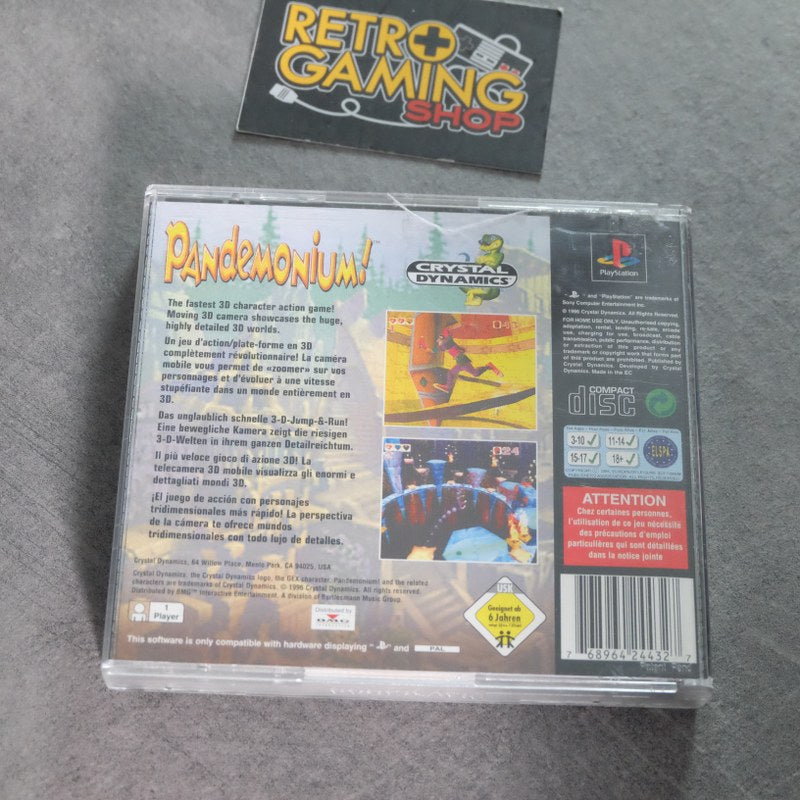 RETRO
GAMING
SHOP
PANDEMONIUM!
CRYSTAL
DYNAMICS
The fastest 3D character action game!
Moving 3D camera showcases the huge,
highly detailed 3D worlds.
Un jeu d'action/plate-forme en 3D
complètement révolutionnaire! La caméra
mobile vous permet de «zoomer» sur vos
personnages et d'évoluer à une vitesse
stupéfiante dans un monde entièrement en
3D.
Das unglaublich schnelle 3-D-Jump-&-Run!
Eine bewegliche Kamera zeigt die riesigen
3-D-Welten in ihrem ganzen Detailreichtum.
Il più veloce gioco di azione 3D! La
telecamera 3D mobile visualizza gli enormi e
dettagliati mondi 3D.
¡El juego de acción con personajes
tridimensionales más rápido! La perspectiva
de la cámara te ofrece mundos
tridimensionales con todo lujo de detalles.
Crystal Dynamics, 64 Willow Place, Menlo Park, CA 94025, USA
Crystal Dynamics, the Crystal Dynamics logo, the GEX character, Pandemonium! and the related
characters are trademarks of Crystal Dynamics. © 1996 Crystal Dynamics. All rights reserved.
Distributed by BMG™ Interactive Entertainment. A division of Bertlesmann Music Group.
1
Player
Distributed by
BMG
This software is only compatible with hardware displaying " " and PAL
24
USK
Geeignet ab
6 Jahren
PlayStation
" " and "PlayStation" are trademarks of
Sony Computer Entertainment Inc.
© 1996 Crystal Dynamics. Unauthorised copying,
adaptation, rental, lending, re-sale, arcade
use, charging for use, broadcast, cable
transmission, public performance, distribution
or extraction of this product or any
trademark or copyright work that forms part
of this product are prohibited. Published by
Crystal Dynamics. Developed by Crystal
Dynamics. Made in the EC
FOR HOME USE ONLY.
COMPACT
disc
3-10 11-14
15-17 18+
ELSPA
ATTENTION
Chez certaines personnes,
l'utilisation de ce jeu nécessite
des précautions d'emploi
particulières qui sont détaillées
dans la notice jointe
7 68964 24432 7